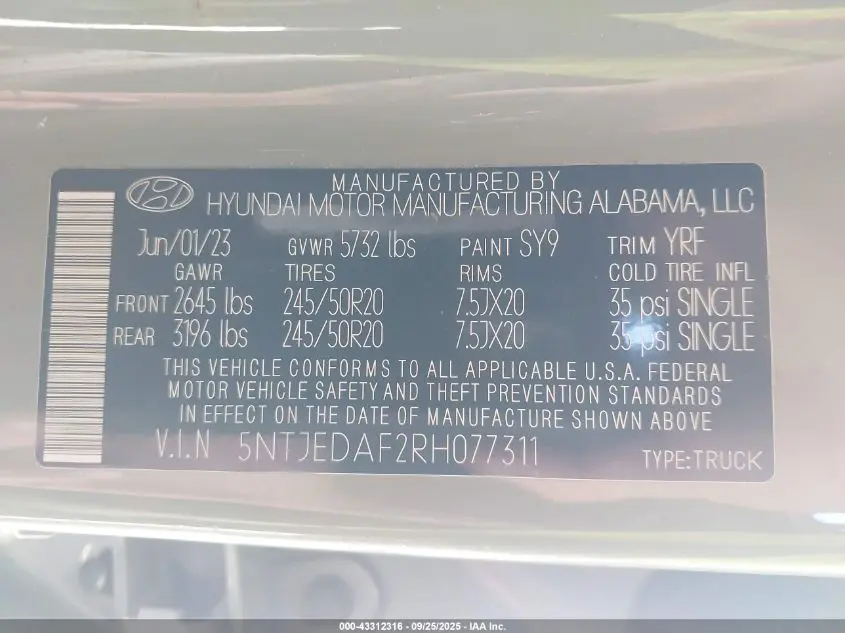 MANUFACTURED BY
HYUNDAI MOTOR MANUFACTURING ALABAMA, LLC
Jun/01/23 GVWR 5732 lbs PAINT SY9 TRIM YRF
GAWR TIRES RIMS COLD TIRE INFL
FRONT 2645 lbs 245/50R20 7.5JX20 35 psi SINGLE
REAR 3196 lbs 245/50R20 7.5JX20 35 psi SINGLE
THIS VEHICLE CONFORMS TO ALL APPLICABLE U.S.A. FEDERAL
MOTOR VEHICLE SAFETY AND THEFT PREVENTION STANDARDS
IN EFFECT ON THE DATE OF MANUFACTURE SHOWN ABOVE
V.I.N 5NTJEDAF2RH077311 TYPE:TRUCK
000-43312316 - 09/25/2025 - IAA Inc.